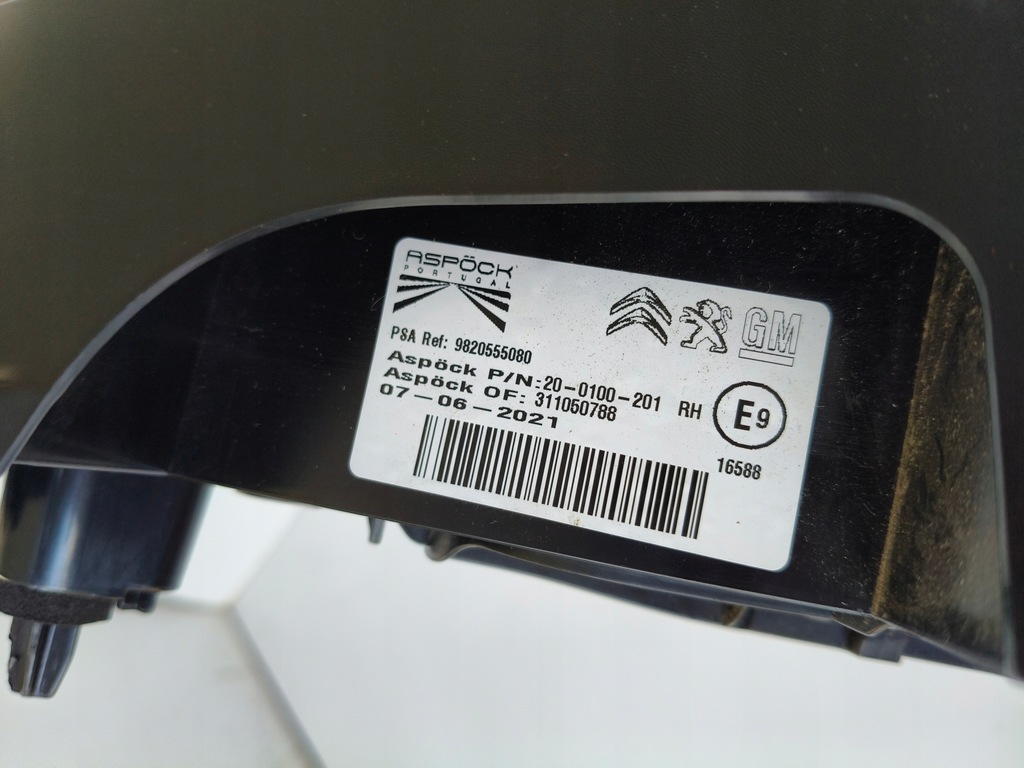 ASPÖCK
PORTUGAL
GM
PSA Ref: 9820555080
Aspöck P/N:20-0100-201 RH
Aspöck OF: 311050788
07-06-2021
E9
16588